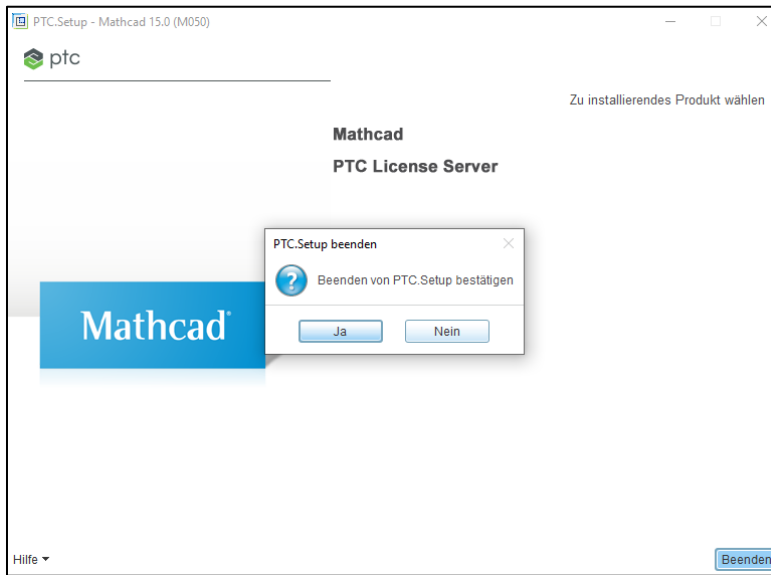 PTC.Setup - Mathcad 15.0 (M050)
ptc
Zu installierendes Produkt wählen
Mathcad
PTC License Server
PTC.Setup beenden
Beenden von PTC.Setup bestätigen
Ja Nein
Mathcad®
Hilfe
Beenden